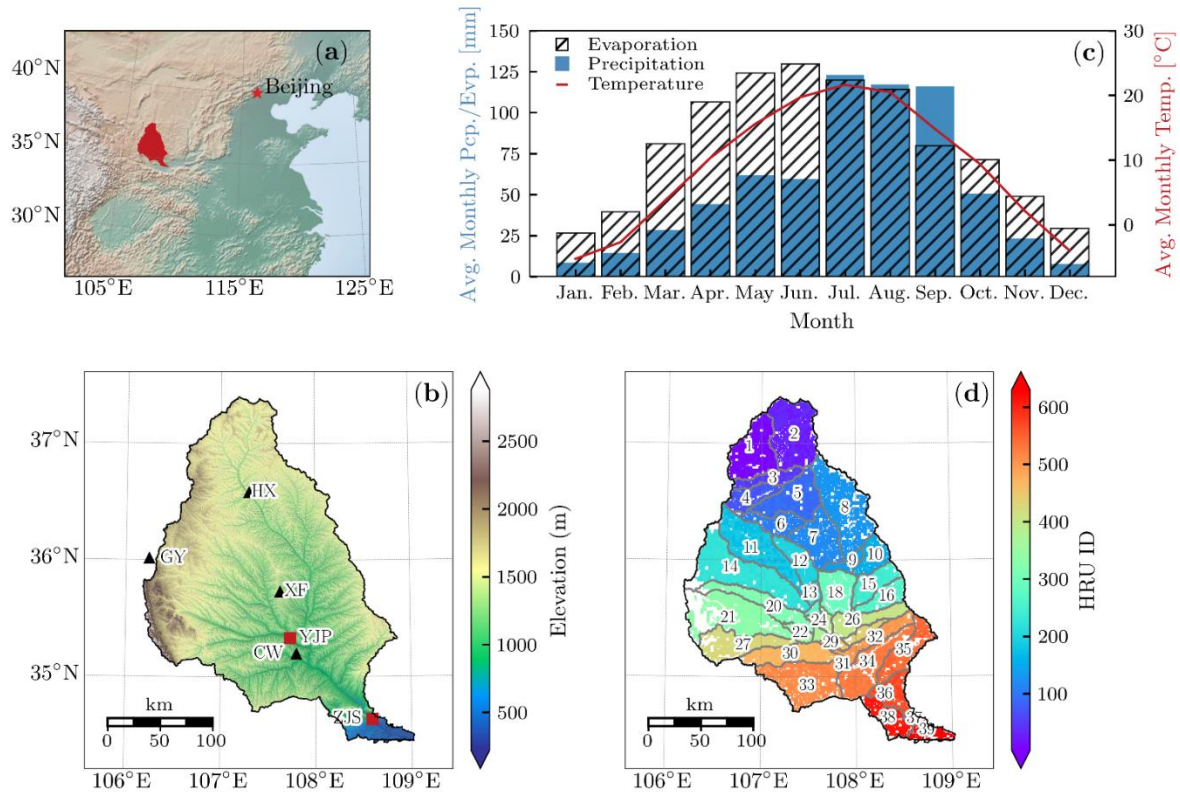 (a)
40°N
35°N
30°N
105°E
115°E
125°E
Beijing
(c)
Evaporation
Precipitation
Temperature
Avg. Monthly Pcp./Evp. [mm]
150
125
100
75
50
25
0
Avg. Monthly Temp. [°C]
30
20
10
0
Jan. Feb. Mar. Apr. May Jun. Jul. Aug. Sep. Oct. Nov. Dec.
Month
(b)
37°N
36°N
35°N
106°E 107°E 108°E 109°E
HX
GY
XF
YJP
CW
ZJS
km
0 50 100
Elevation (m)
2500
2000
1500
1000
500
(d)
1
2
3
4
5
6
7
8
9
10
11
12
13
14
15
16
18
20
21
22
24
26
27
29
30
31
32
33
34
35
36
37
38
39
km
0 50 100
106°E 107°E 108°E 109°E
HRU ID
600
500
400
300
200
100